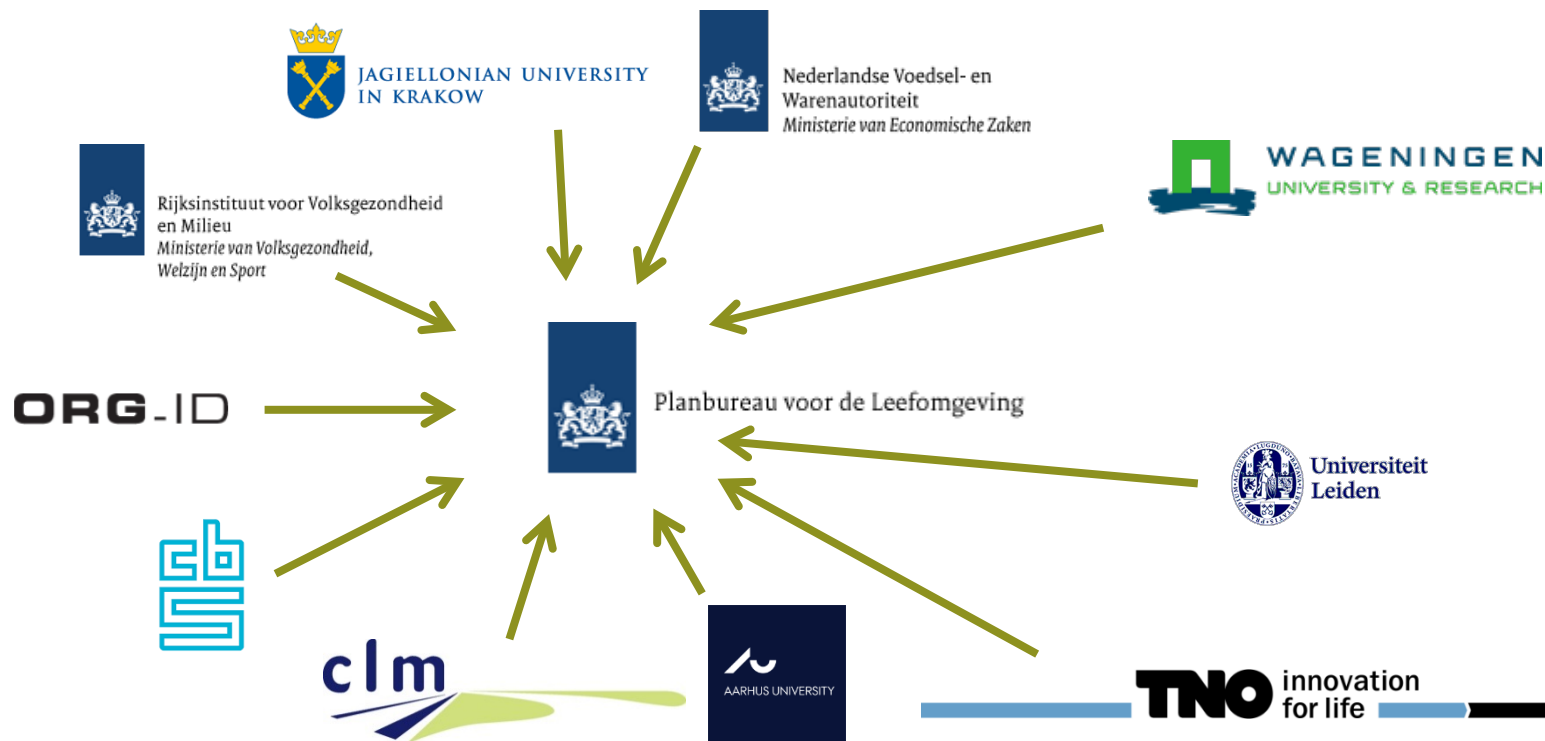 JAGIELLONIAN UNIVERSITY
IN KRAKOW
Nederlandse Voedsel- en
Warenautoriteit
Ministerie van Economische Zaken
WAGENINGEN
UNIVERSITY & RESEARCH
Rijksinstituut voor Volksgezondheid
en Milieu
Ministerie van Volksgezondheid,
Welzijn en Sport
ORG-ID
Planbureau voor de Leefomgeving
Universiteit
Leiden
cbs
clm
AARHUS UNIVERSITY
TNO innovation
for life